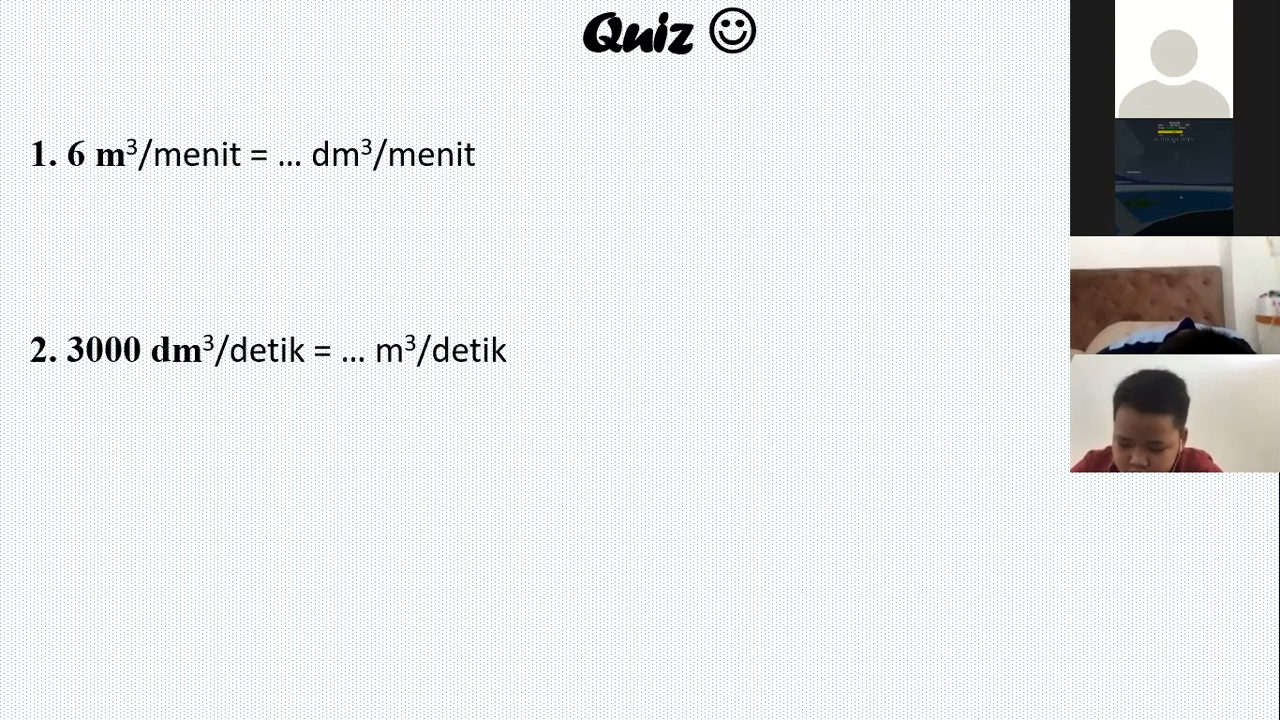 Quiz ☺
1. 6 m³/menit = ... dm³/menit
2. 3000 dm³/detik = ... m³/detik